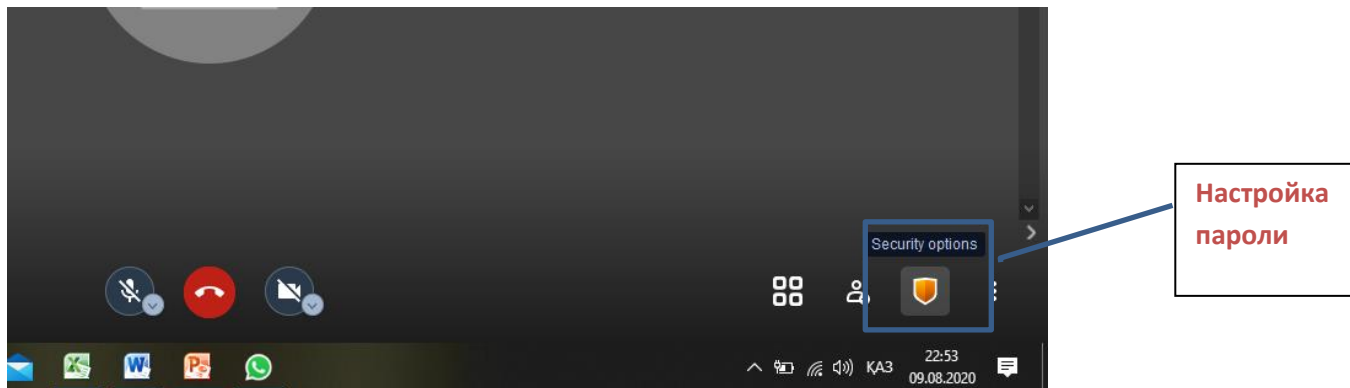 Security options
Настройка
пароли
ҚАЗ
22:53
09.08.2020